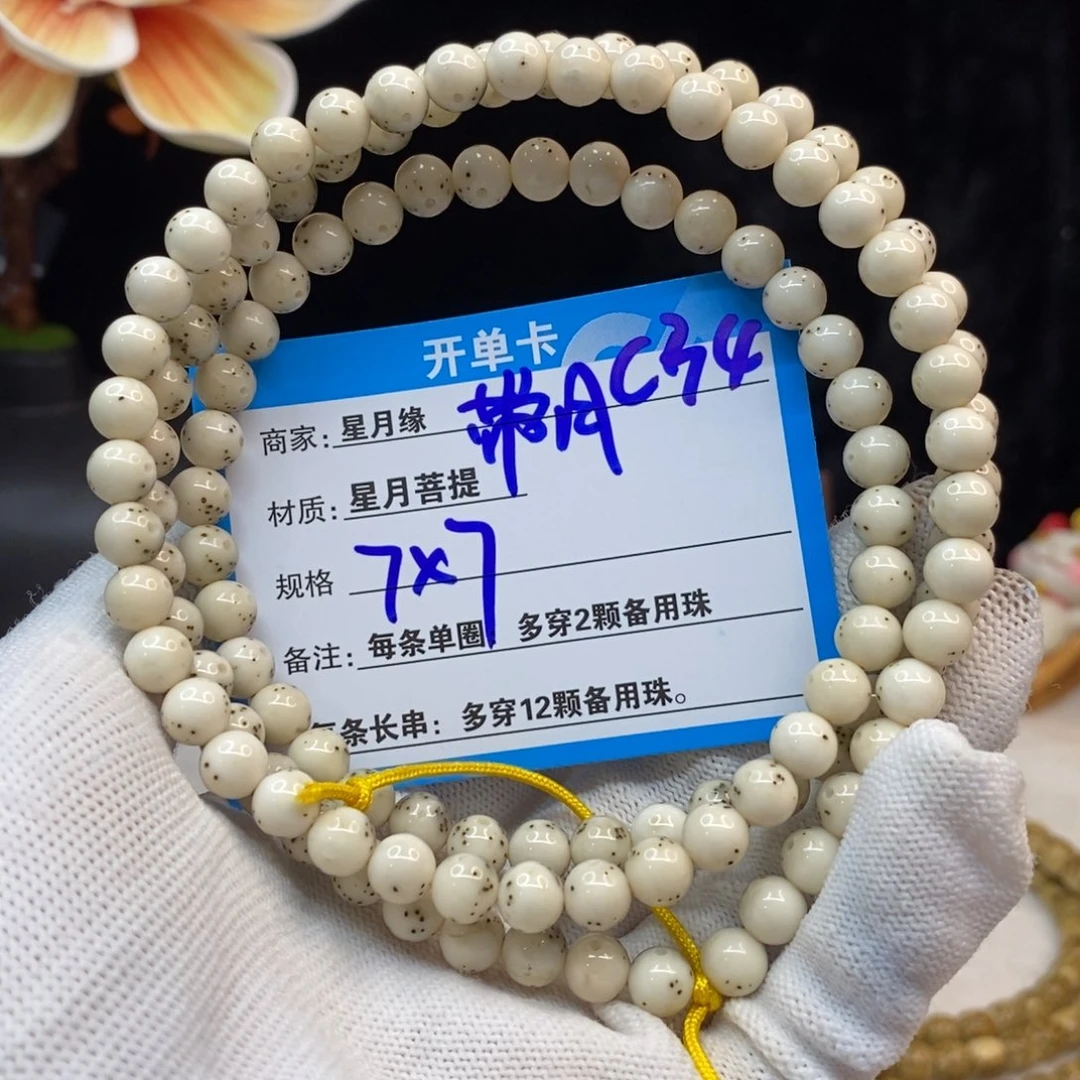 开单卡
商家：星月缘 带AC34
材质：星月菩提
规格 7x7
备注：每条单圈 多穿2颗备用珠
每条长串：多穿12颗备用珠。